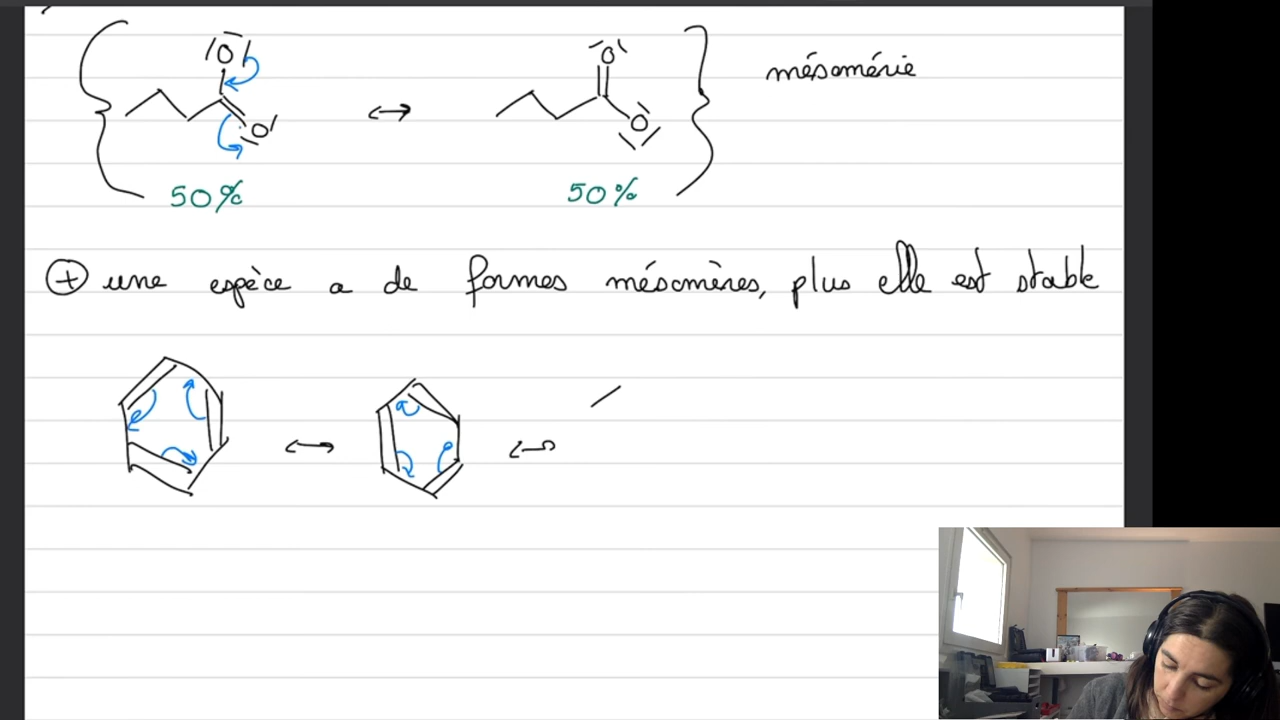 |O| O mésomérie
O O
50% 50%
⊕ une espèce a de formes mésomères, plus elle est stable